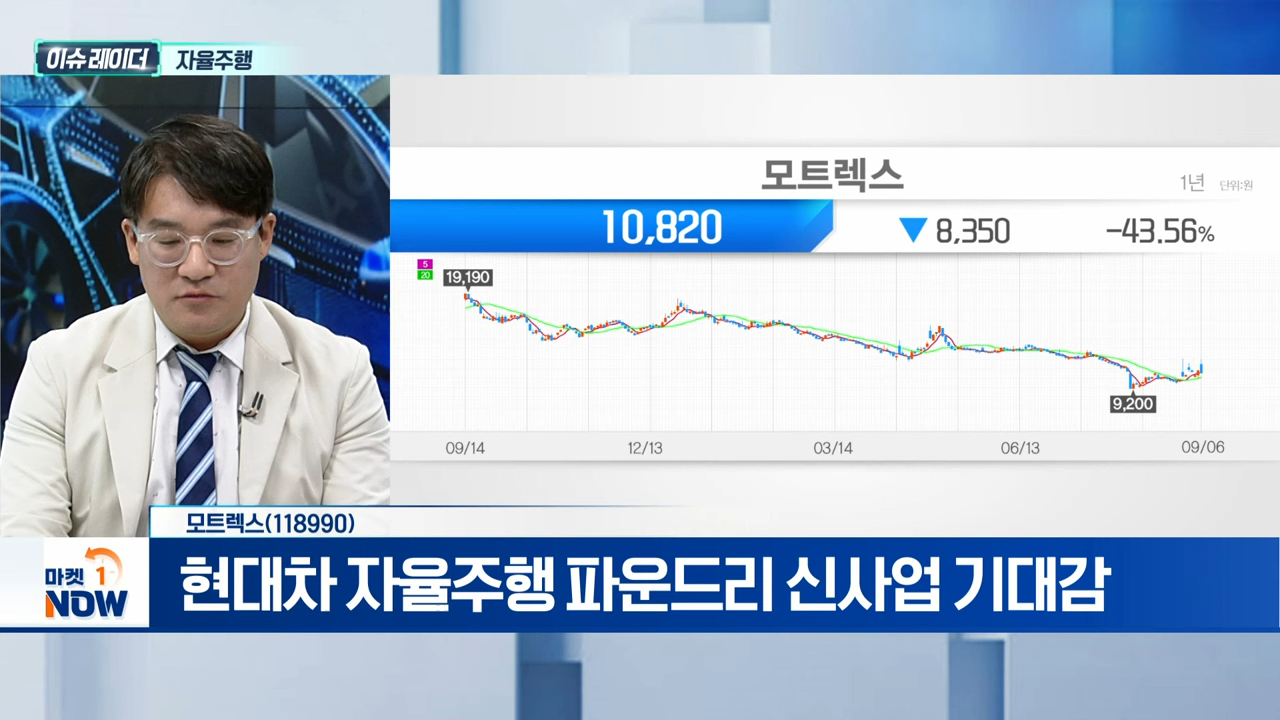 이슈 레이더
자율주행
모트렉스
1년 단위:원
10,820 ▼ 8,350 -43.56%
5
20
19,190
9,200
09/14 12/13 03/14 06/13 09/06
모트렉스(118990)
마켓 1
NOW
현대차 자율주행 파운드리 신사업 기대감